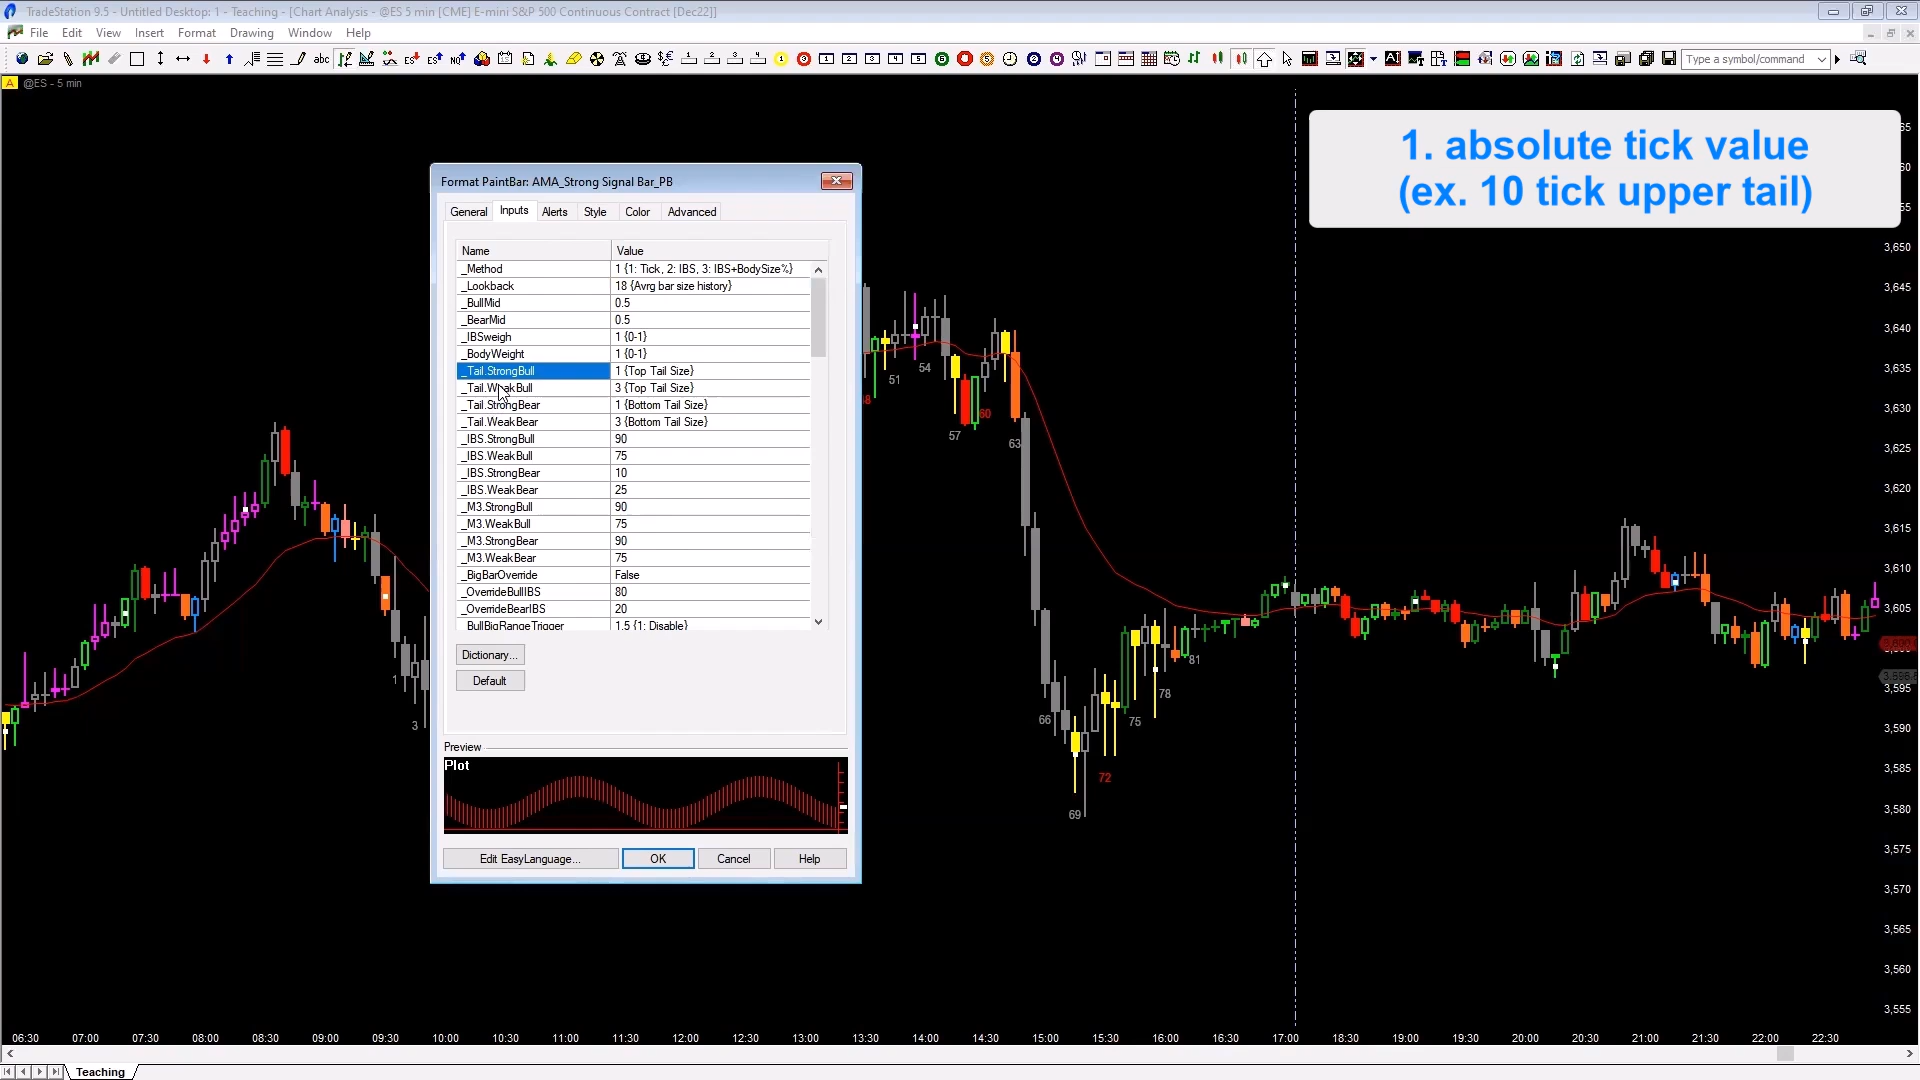 TradeStation 9.5 - Untitled Desktop: 1 - Teaching - [Chart Analysis - @ES 5 min [CME] E-mini S&P 500 Continuous Contract [Dec22]]
File Edit View Insert Format Drawing Window Help
Type a symbol/command
A @ES - 5 min
1. absolute tick value
(ex. 10 tick upper tail)
Format PaintBar: AMA_Strong Signal Bar_PB
General Inputs Alerts Style Color Advanced
Name Value
_Method 1 {1: Tick, 2: IBS, 3: IBS+BodySize%}
_Lookback 18 {Avrg bar size history}
_BullMid 0.5
_BearMid 0.5
_IBSweigh 1 {0-1}
_BodyWeight 1 {0-1}
_Tail.StrongBull 1 {Top Tail Size}
_Tail.WeakBull 3 {Top Tail Size}
_Tail.StrongBear 1 {Bottom Tail Size}
_Tail.WeakBear 3 {Bottom Tail Size}
_IBS.StrongBull 90
_IBS.WeakBull 75
_IBS.StrongBear 10
_IBS.WeakBear 25
_M3.StrongBull 90
_M3.WeakBull 75
_M3.StrongBear 90
_M3.WeakBear 75
_BigBarOverride False
_OverrideBullIBS 80
_OverrideBearIBS 20
_BullBigRangeTrigger 1.5 {1: Disable}
Dictionary...
Default
Preview
Plot
Edit EasyLanguage... OK Cancel Help
1
3
51
54
57
60
63
66
69
72
75
78
81
3,650
3,645
3,640
3,635
3,630
3,625
3,620
3,615
3,610
3,605
3,595
3,590
3,585
3,580
3,575
3,570
3,565
3,560
3,555
06:30 07:00 07:30 08:00 08:30 09:00 09:30 10:00 10:30 11:00 11:30 12:00 12:30 13:00 13:30 14:00 14:30 15:00 15:30 16:00 16:30 17:00 18:30 19:00 19:30 20:00 20:30 21:00 21:30 22:00 22:30
Teaching